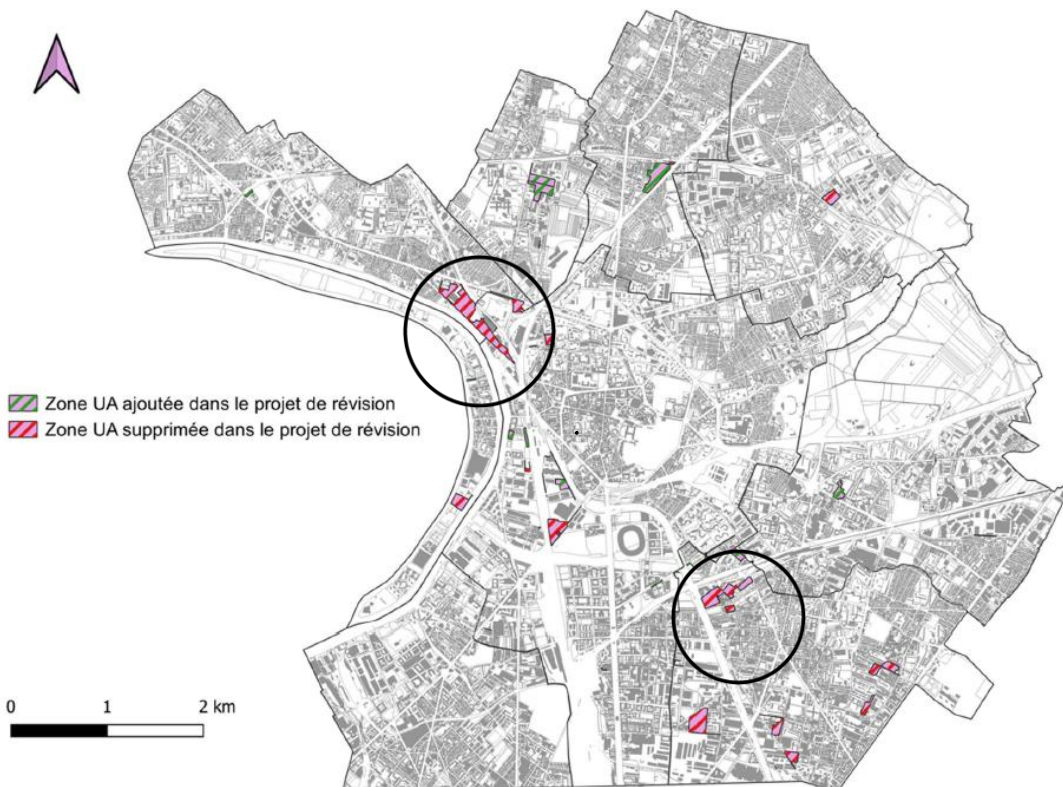 Zone UA ajoutée dans le projet de révision
Zone UA supprimée dans le projet de révision
0 1 2 km